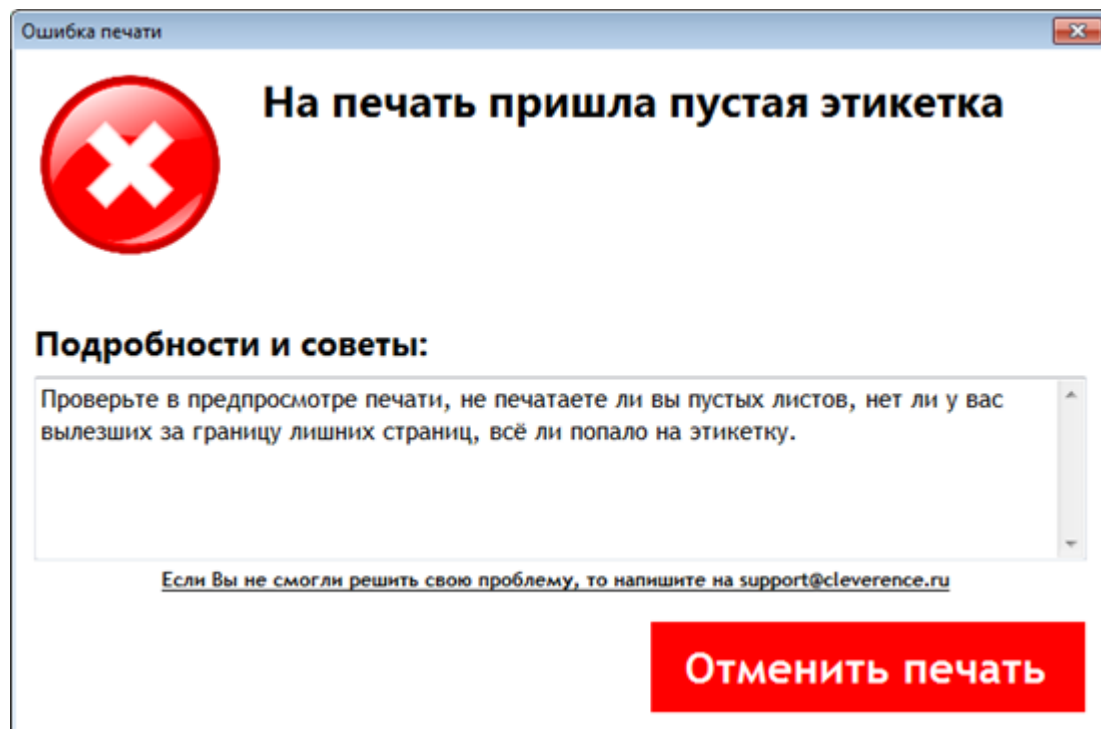 Ошибка печати
На печать пришла пустая этикетка
Подробности и советы:
Проверьте в предпросмотре печати, не печатаете ли вы пустых листов, нет ли у вас
вылезших за границу лишних страниц, всё ли попало на этикетку.
Если Вы не смогли решить свою проблему, то напишите на support@cleverence.ru
Отменить печать